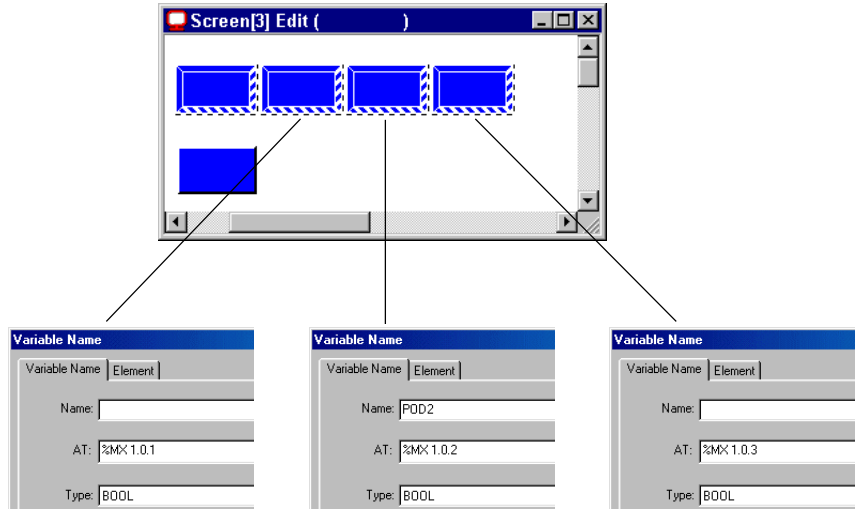 Screen[3] Edit ( )
Variable Name
Variable Name Element
Name:
AT: %MX 1.0.1
Type: BOOL
Variable Name
Variable Name Element
Name: POD2
AT: %MX 1.0.2
Type: BOOL
Variable Name
Variable Name Element
Name:
AT: %MX 1.0.3
Type: BOOL